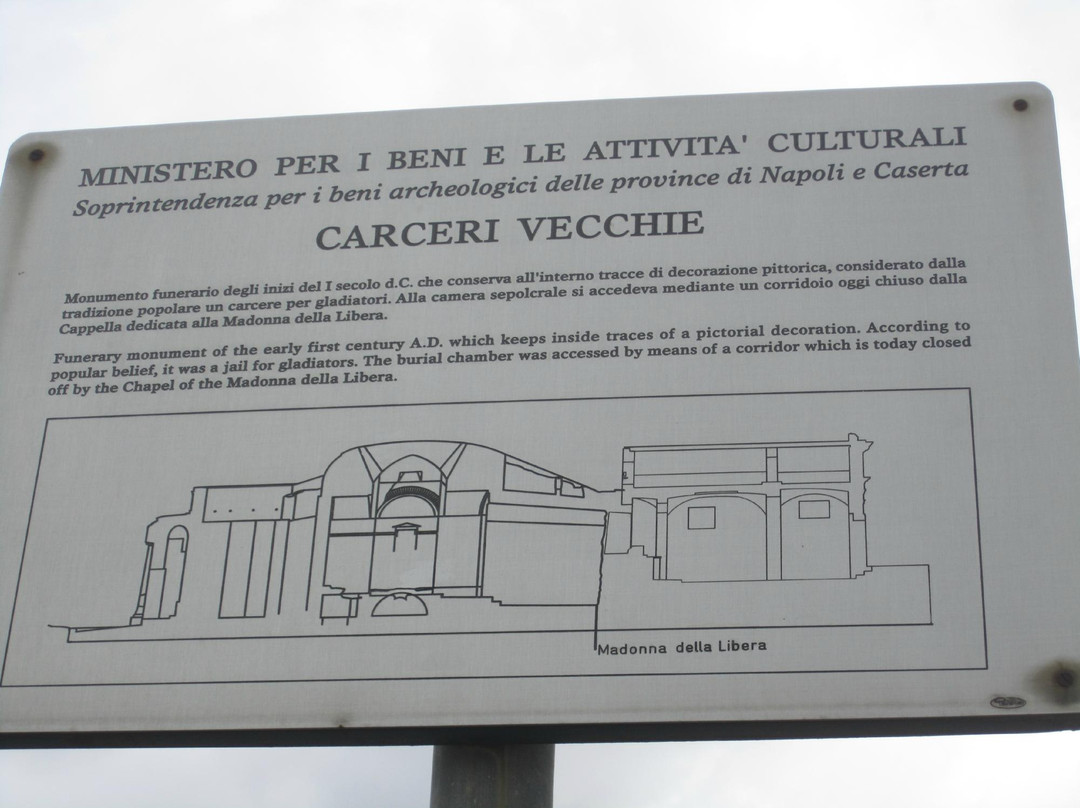 MINISTERO PER I BENI E LE ATTIVITA' CULTURALI
Soprintendenza per i beni archeologici delle province di Napoli e Caserta
CARCERI VECCHIE
Monumento funerario degli inizi del I secolo d.C. che conserva all'interno tracce di decorazione pittorica, considerato dalla
tradizione popolare un carcere per gladiatori. Alla camera sepolcrale si accedeva mediante un corridoio oggi chiuso dalla
Cappella dedicata alla Madonna della Libera.
Funerary monument of the early first century A.D. which keeps inside traces of a pictorial decoration. According to
popular belief, it was a jail for gladiators. The burial chamber was accessed by means of a corridor which is today closed
off by the Chapel of the Madonna della Libera.
Madonna della Libera